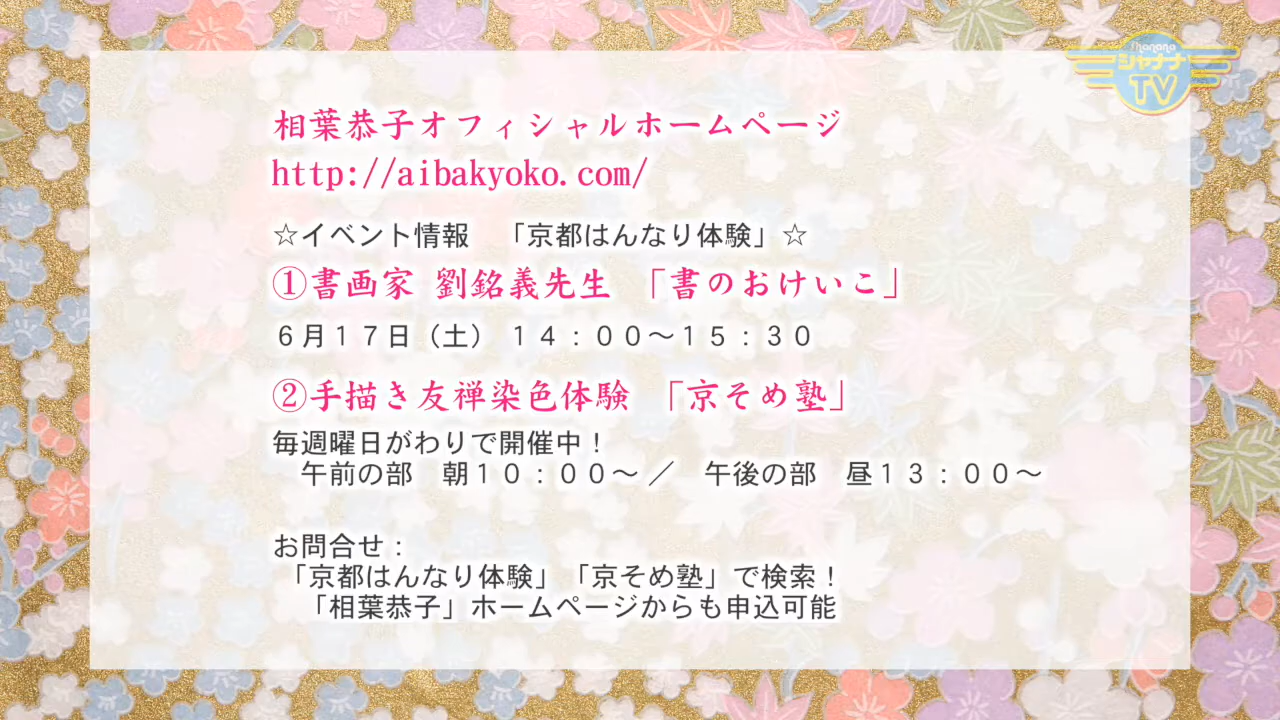 Shanana
シャナナ
TV
相葉恭子オフィシャルホームページ
http://aibakyoko.com/
☆イベント情報　「京都はんなり体験」☆
①書画家 劉銘義先生　「書のおけいこ」
６月１７日（土） １４：００～１５：３０
②手描き友禅染色体験　「京そめ塾」
毎週曜日がわりで開催中！
午前の部　朝１０：００～ ／　午後の部　昼１３：００～
お問合せ：
「京都はんなり体験」「京そめ塾」で検索！
「相葉恭子」ホームページからも申込可能